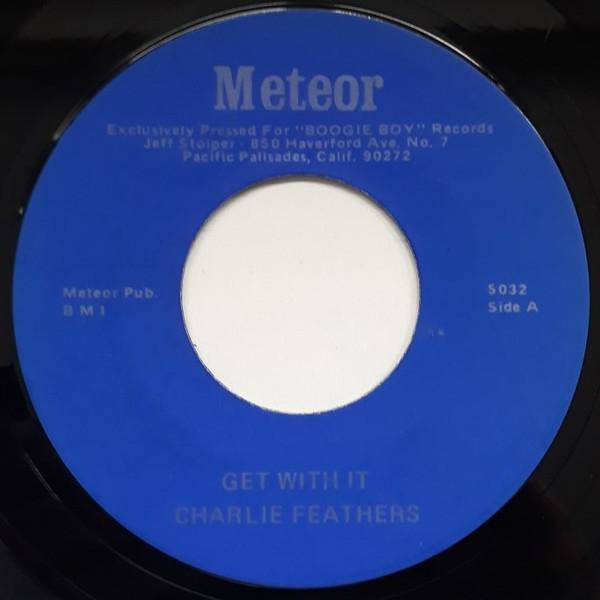 Meteor
Exclusively Pressed For "BOOGIE BOY" Records
Jeff Stolper - 850 Haverford Ave. No. 7
Pacific Palisades, Calif. 90272
Meteor Pub.
B M I
5032
Side A
GET WITH IT
CHARLIE FEATHERS